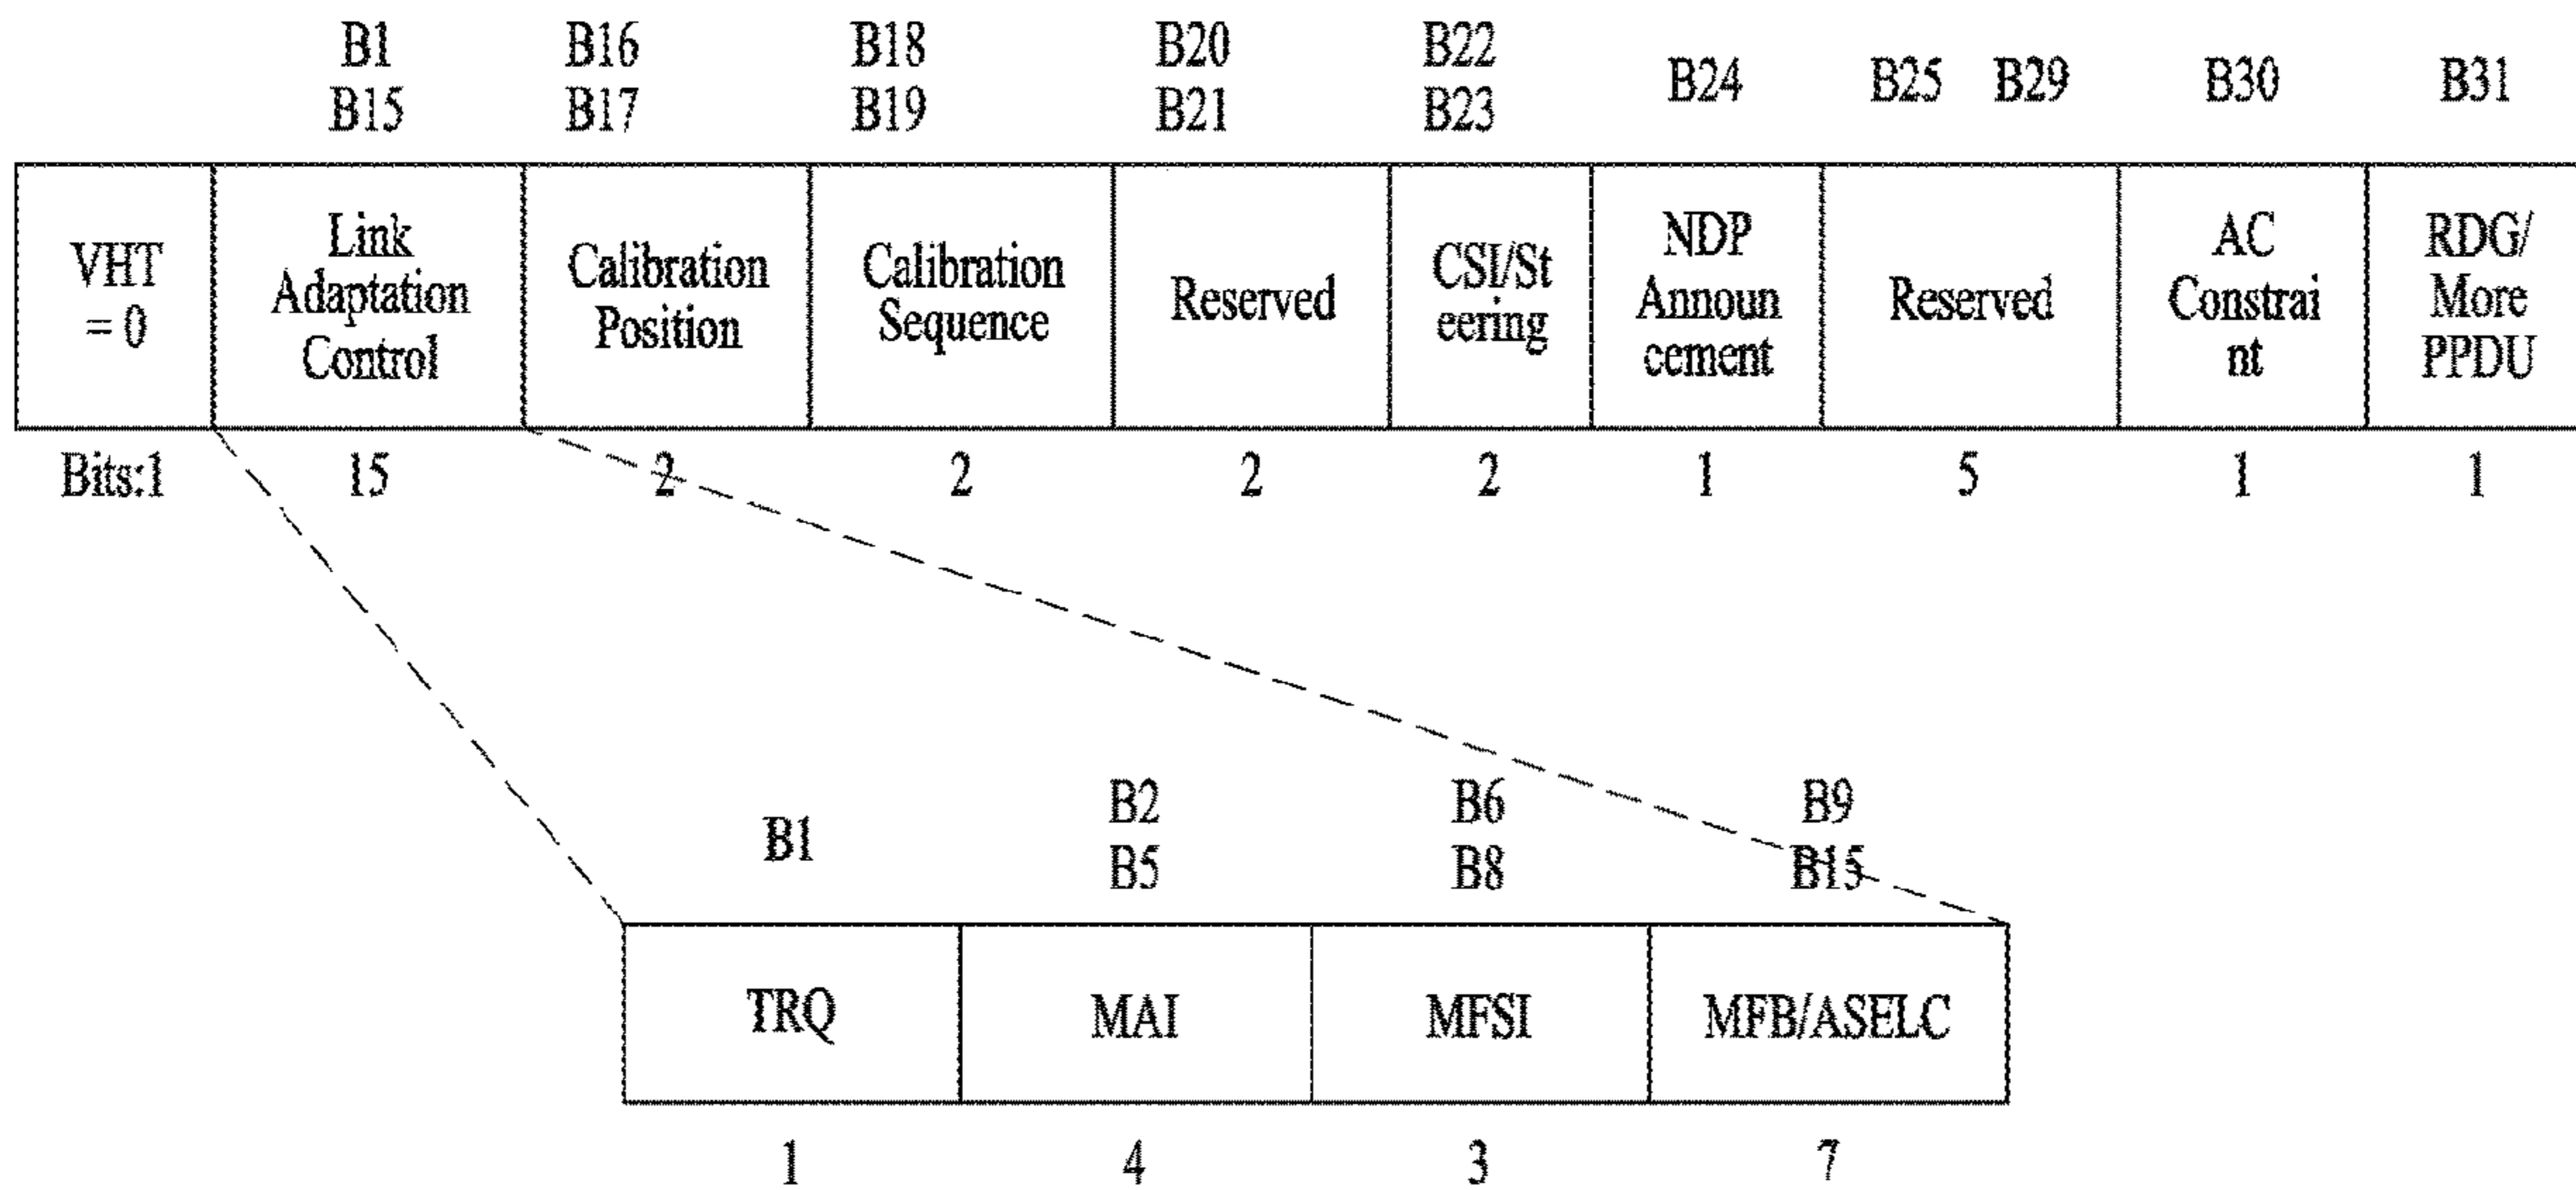 B1 B16 B18 B20 B22
B24 B25 B29 B30 B31
B15 B17 B19 B21 B23
VHT
= 0
Link
Adaptation
Control
Calibration
Position
Calibration
Sequence
Reserved
CSI/St
eering
NDP
Announ
cement
Reserved
AC
Constrai
nt
RDG/
More
PPDU
Bits:1 15 2 2 2 2 1 5 1 1
B1
B2
B5
B6
B8
B9
B15
TRQ MAI MFSI MFB/ASELC
1 4 3 7